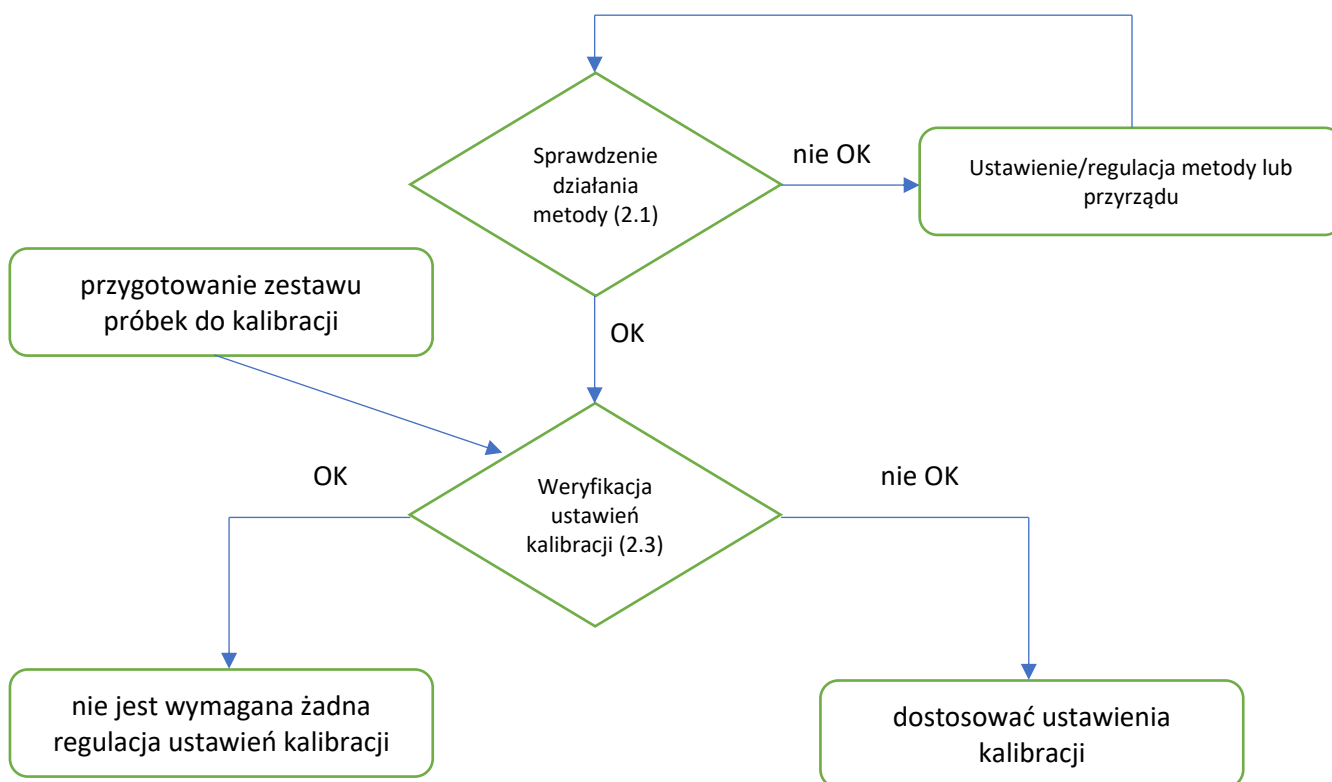 Sprawdzenie
działania
metody (2.1)
nie OK
Ustawienie/regulacja metody lub
przyrządu
przygotowanie zestawu
próbek do kalibracji
OK
OK
Weryfikacja
ustawień
kalibracji (2.3)
nie OK
nie jest wymagana żadna
regulacja ustawień kalibracji
dostosować ustawienia
kalibracji